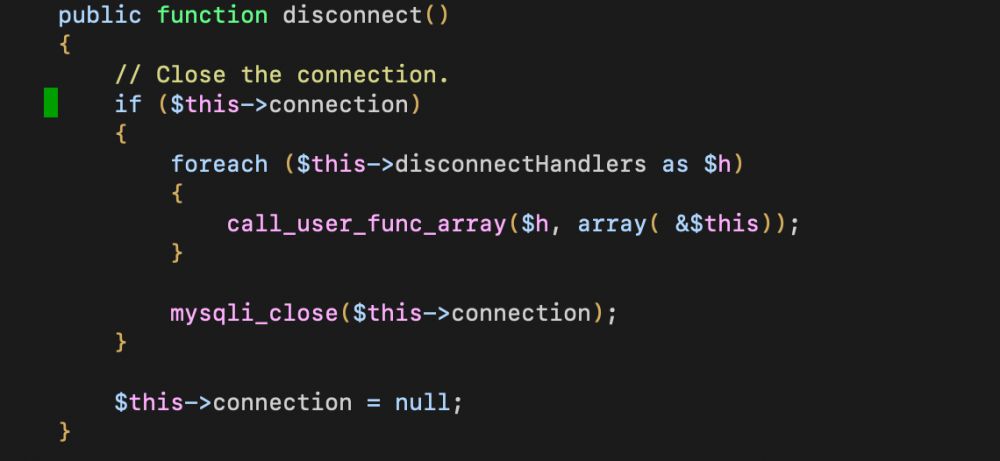 public function disconnect()
{
// Close the connection.
if ($this->connection)
{
foreach ($this->disconnectHandlers as $h)
{
call_user_func_array($h, array( &$this));
}
mysqli_close($this->connection);
}
$this->connection = null;
}